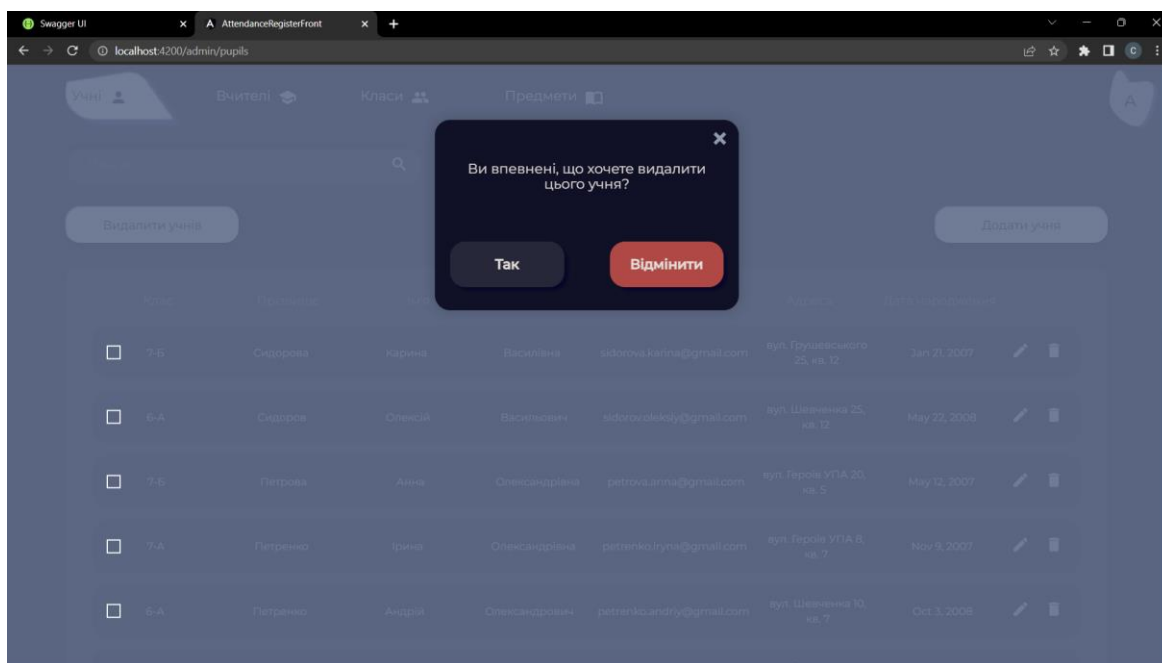 Swagger UI
AttendanceRegisterFront
localhost:4200/admin/pupils
Учні
Вчителі
Класи
Предмети
A
Ви впевнені, що хочете видалити
цього учня?
Видалити учнів
Додати учня
Так
Відмінити
Клас Прізвище Ім'я Адреса Дата народження
7-Б Сидорова Карина Василівна sidorova.karina@gmail.com вул. Грушевського 25, кв. 12 Jan 21, 2007
6-А Сидоров Олексій Васильович sidorov.oleksiy@gmail.com вул. Шевченка 25, кв. 12 May 22, 2008
7-Б Петрова Анна Олександрівна petrova.anna@gmail.com вул. Героїв УПА 20, кв. 5 May 12, 2007
7-А Петренко Ірина Олександрівна petrenko.iryna@gmail.com вул. Героїв УПА 8, кв. 7 Nov 9, 2007
6-А Петренко Андрій Олександрович petrenko.andriy@gmail.com вул. Шевченка 10, кв. 7 Oct 3, 2008